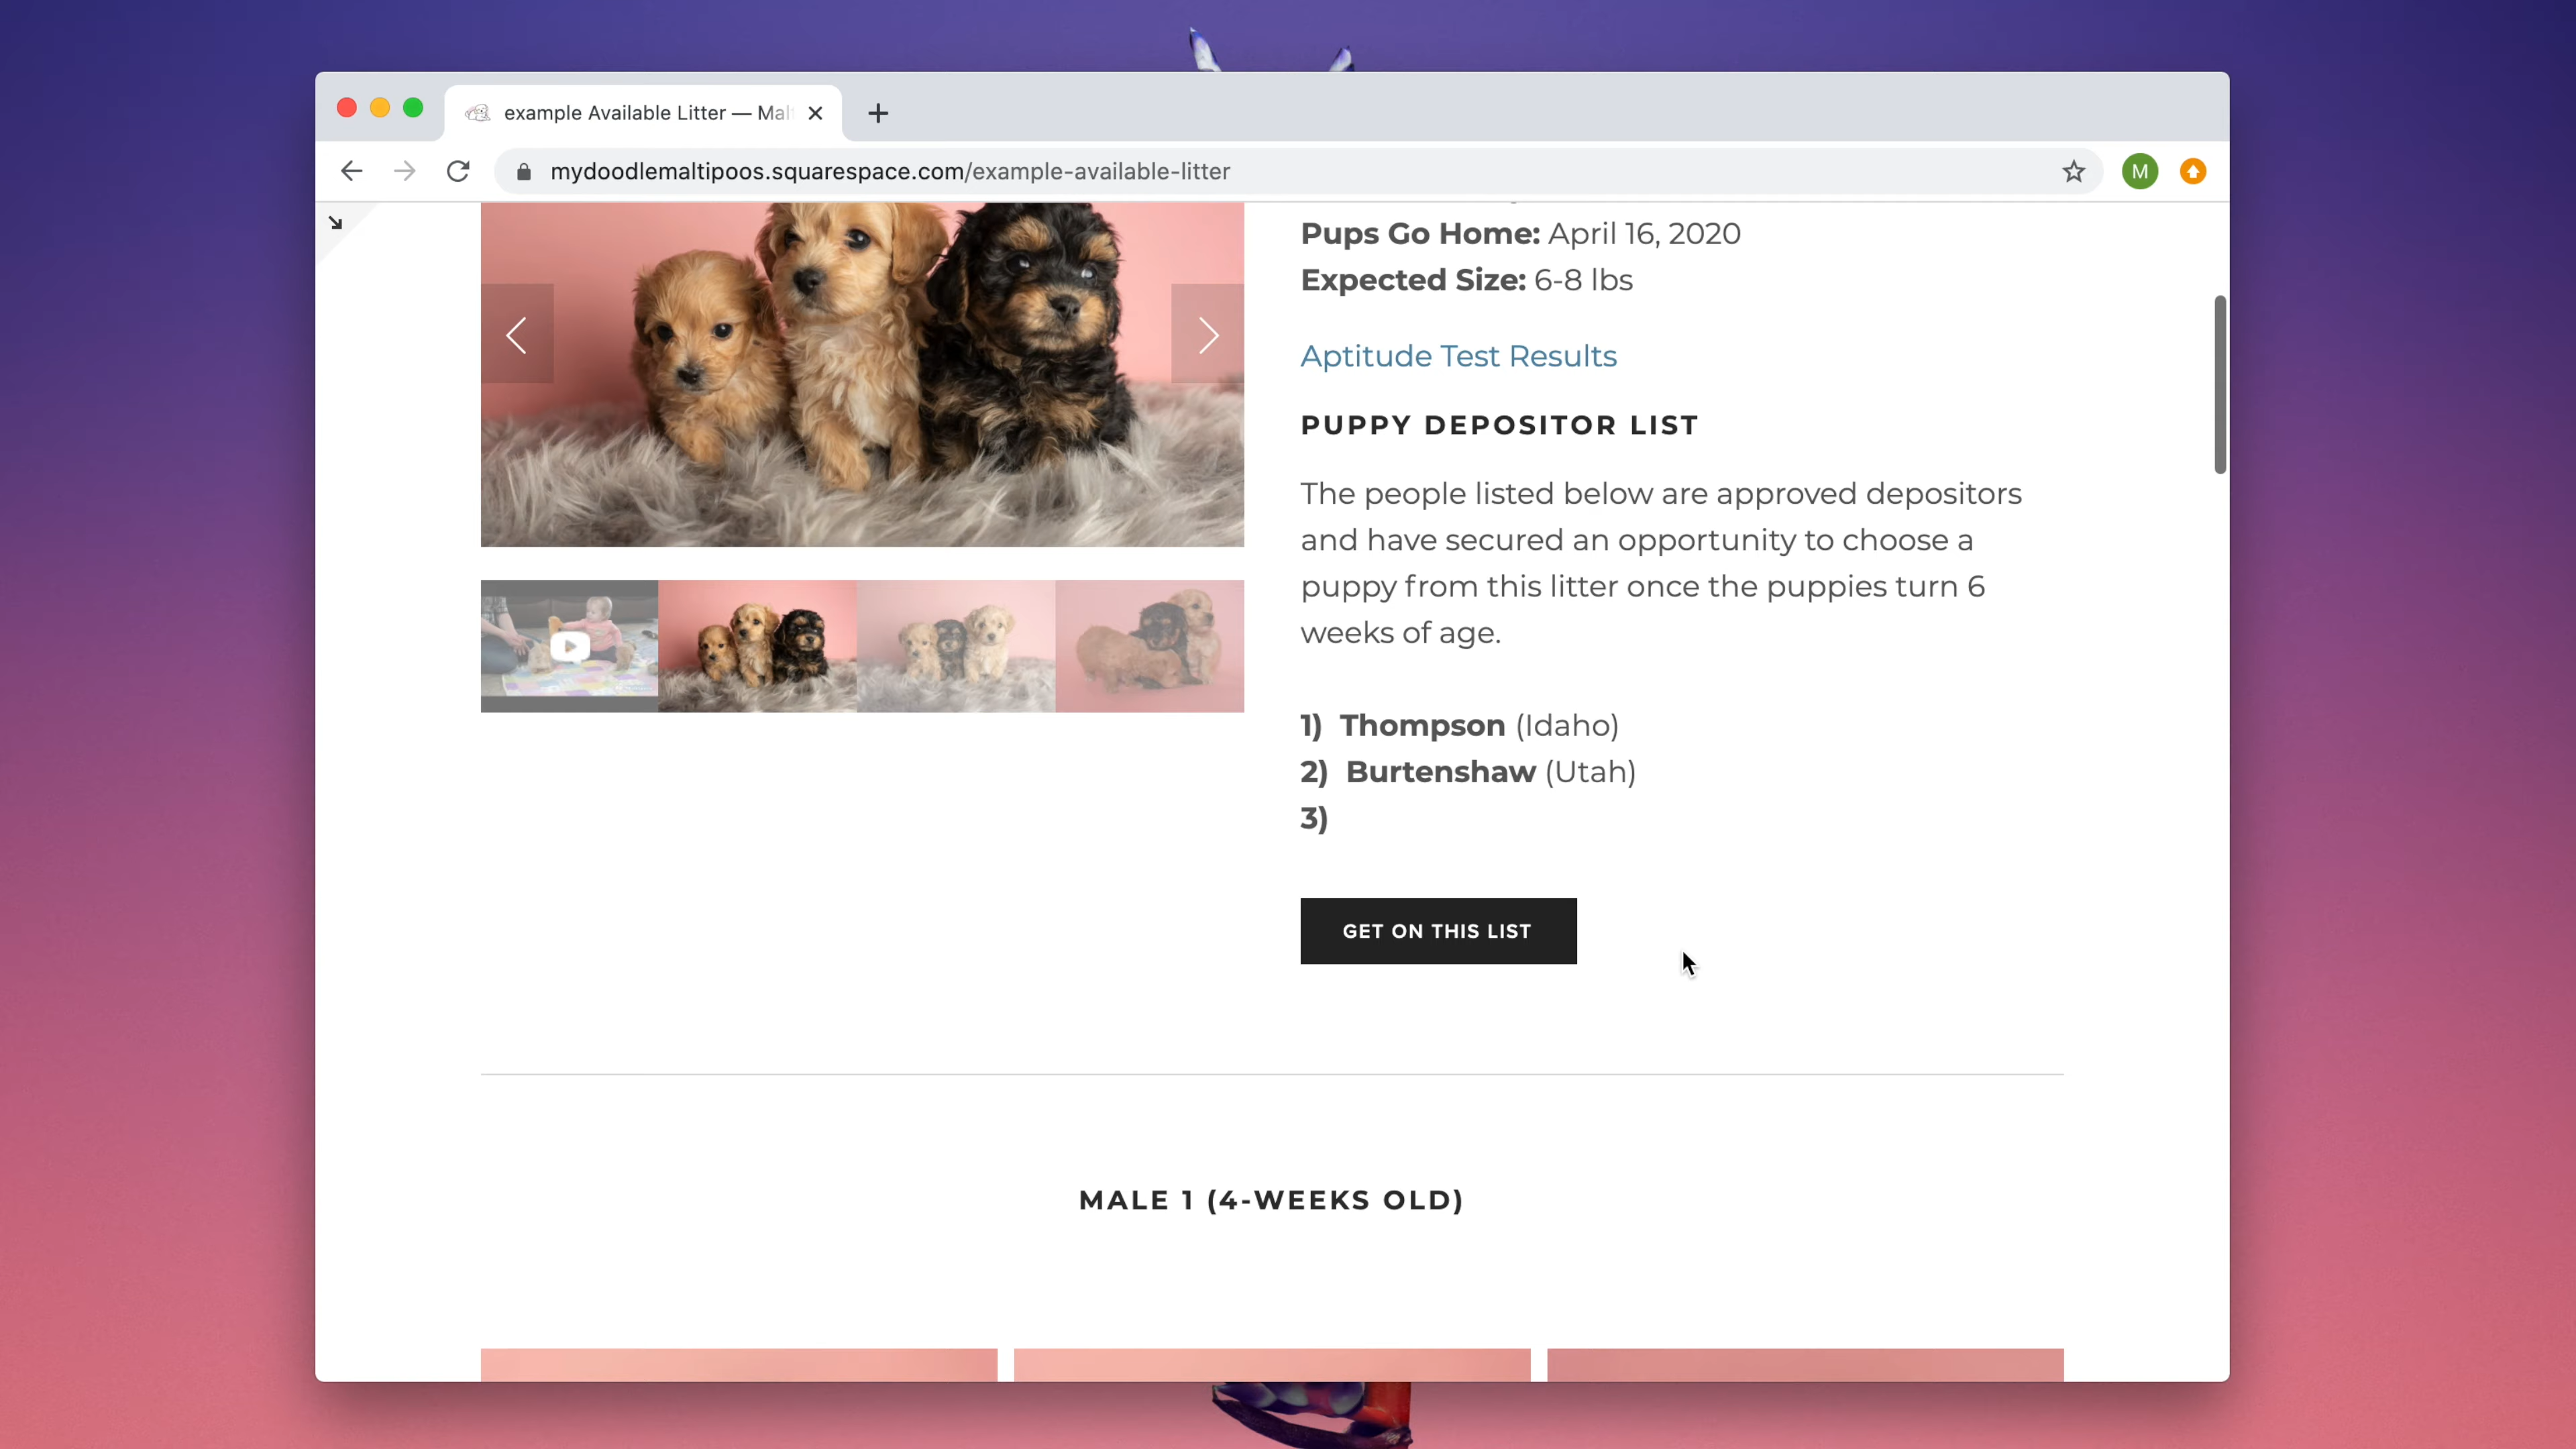 example Available Litter — Mal
mydoodlemaltipoos.squarespace.com/example-available-litter
M
Pups Go Home: April 16, 2020
Expected Size: 6-8 lbs
Aptitude Test Results
PUPPY DEPOSITOR LIST
The people listed below are approved depositors
and have secured an opportunity to choose a
puppy from this litter once the puppies turn 6
weeks of age.
1) Thompson (Idaho)
2) Burtenshaw (Utah)
3)
GET ON THIS LIST
MALE 1 (4-WEEKS OLD)